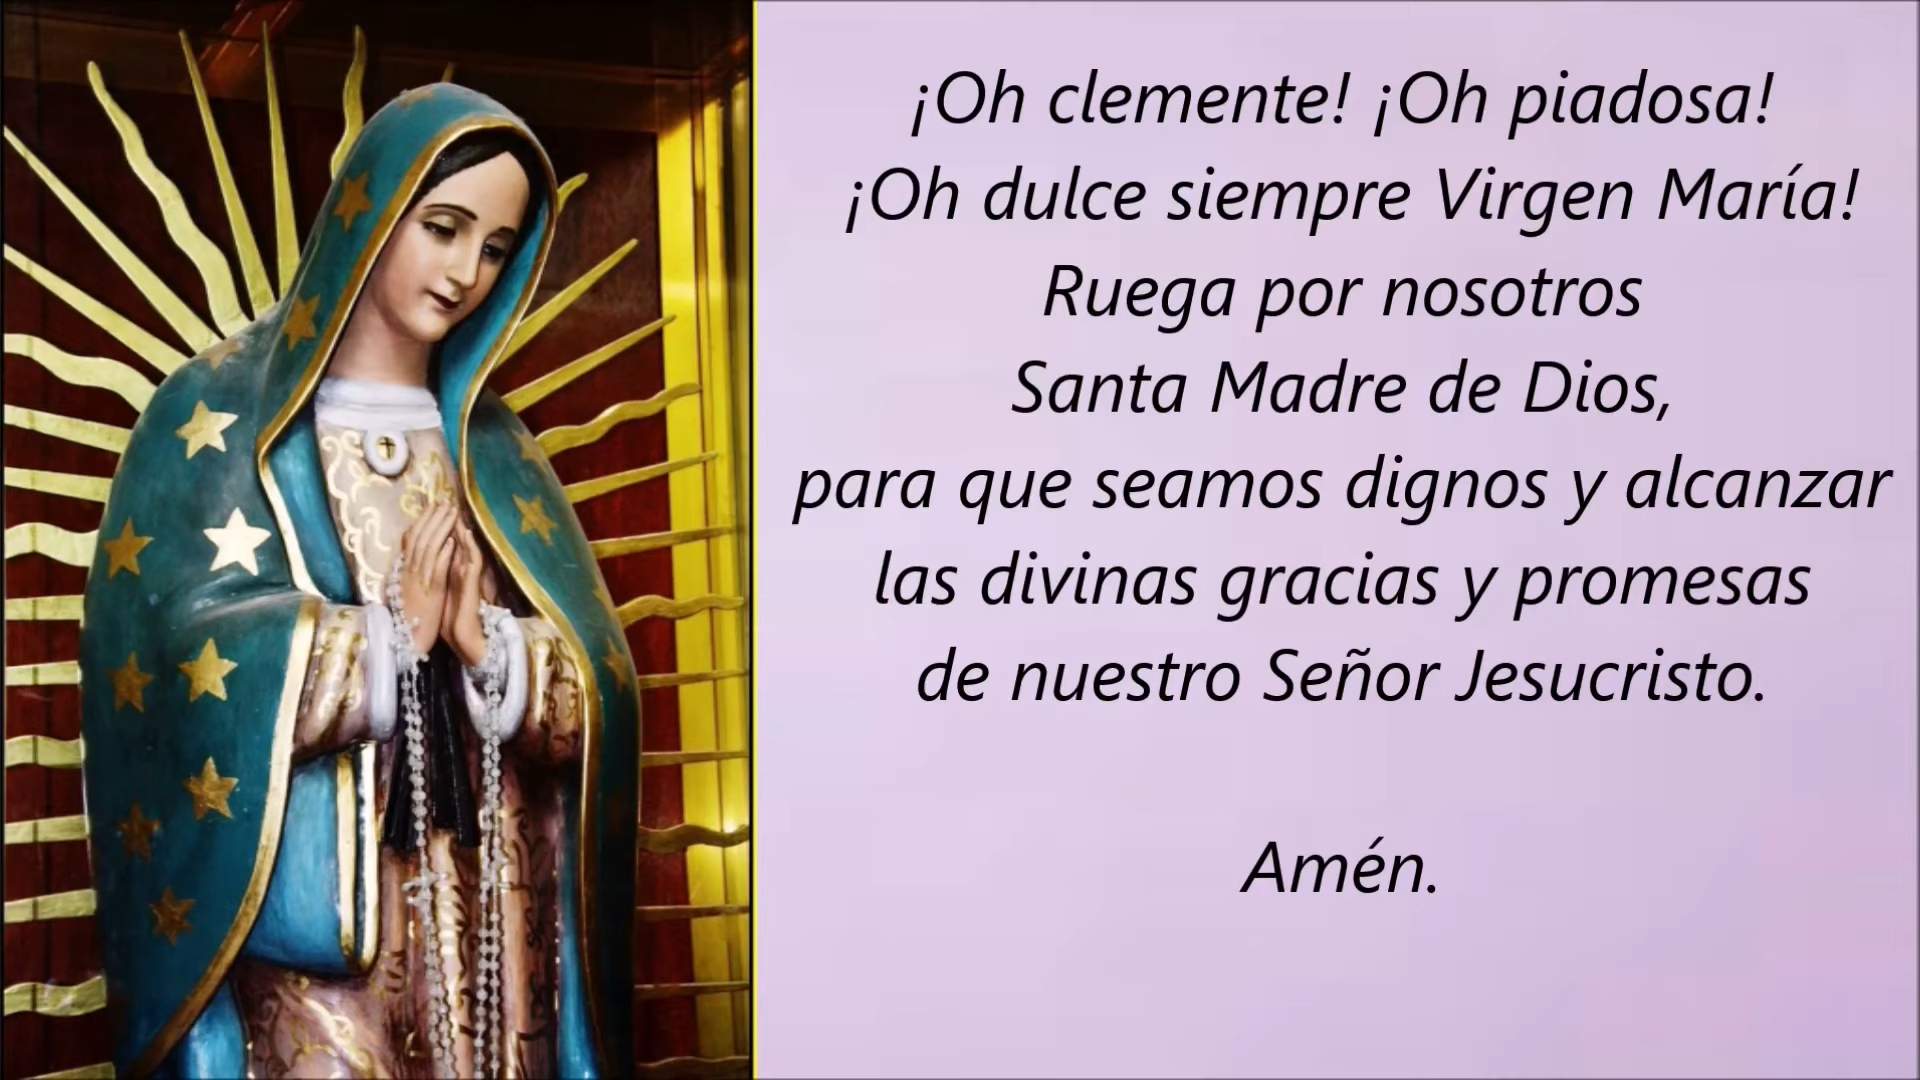 ¡Oh clemente! ¡Oh piadosa!
¡Oh dulce siempre Virgen María!
Ruega por nosotros
Santa Madre de Dios,
para que seamos dignos y alcanzar
las divinas gracias y promesas
de nuestro Señor Jesucristo.
Amén.